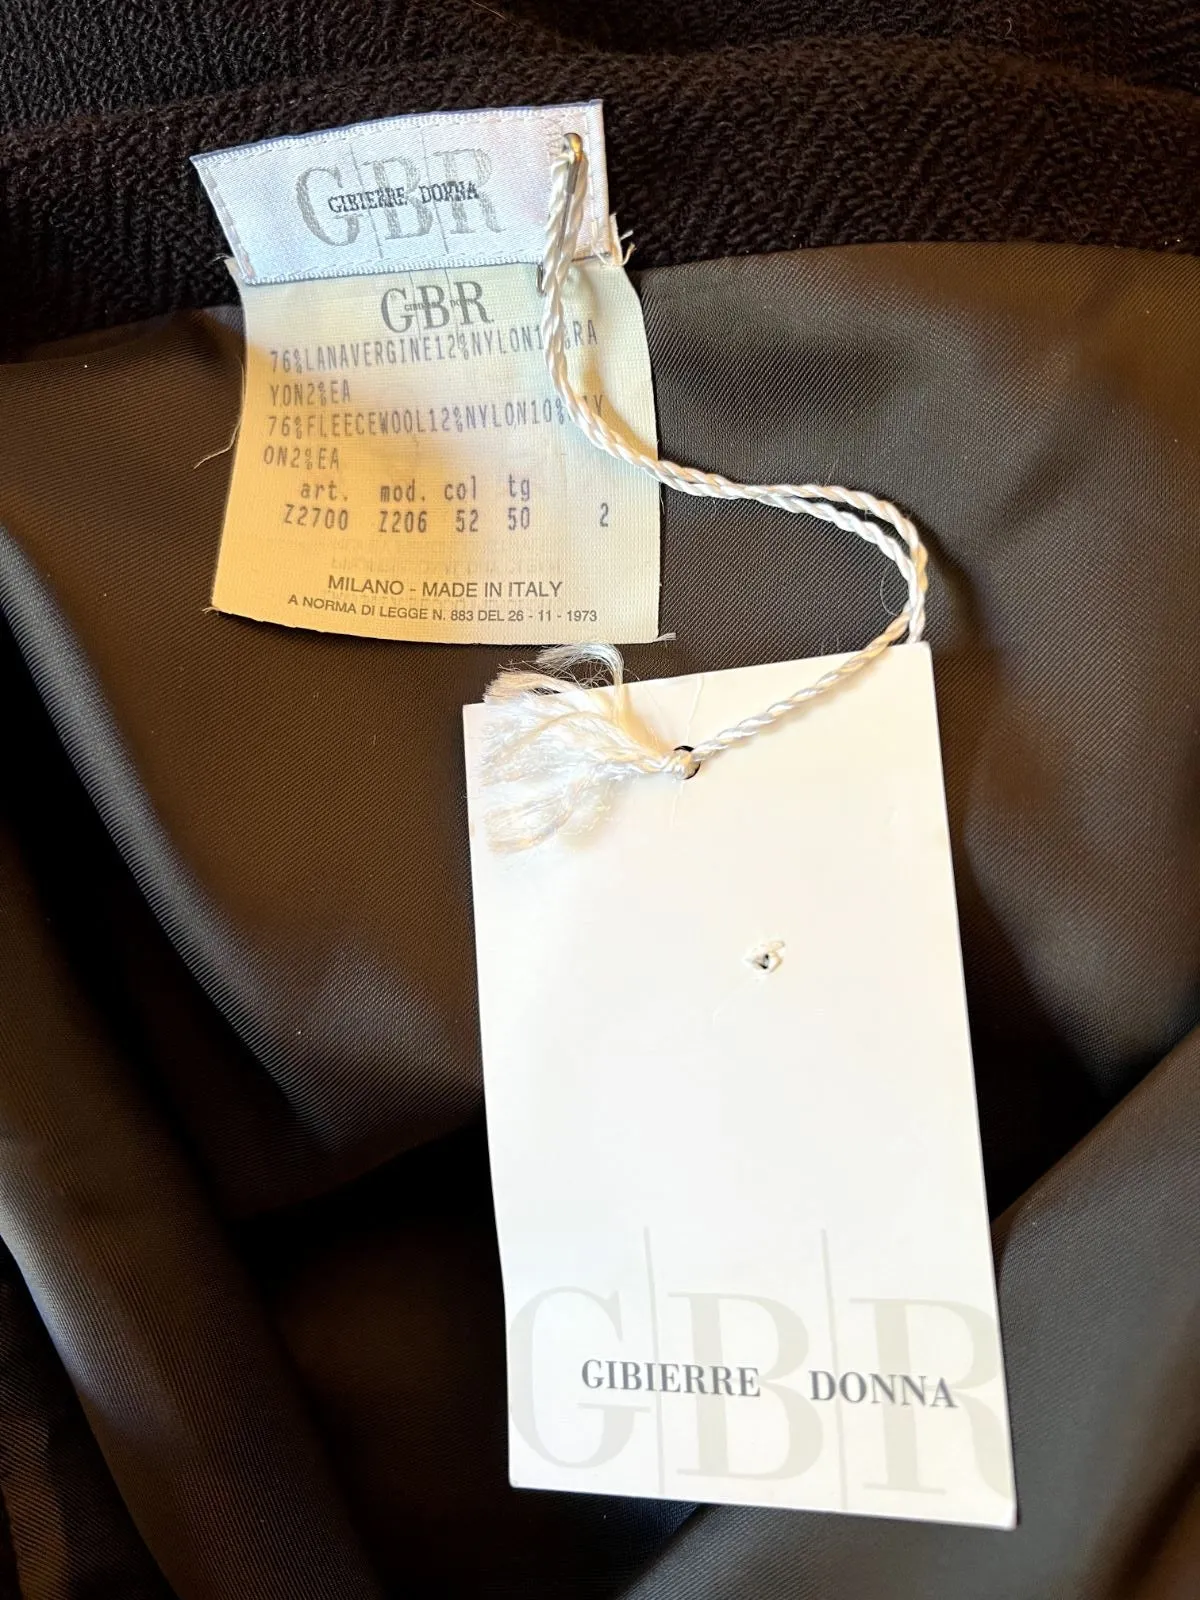 GBR
GIBIERRE DONNA
GBR
76%LANAVERGINE12%NYLON1 %RA
YON2%EA
76%FLEECEWOOL12%NYLON10% Y
ON2%EA
art. mod. col tg
Z2700 Z206 52 50 2
MILANO - MADE IN ITALY
A NORMA DI LEGGE N. 883 DEL 26 - 11 - 1973
GBR
GIBIERRE DONNA